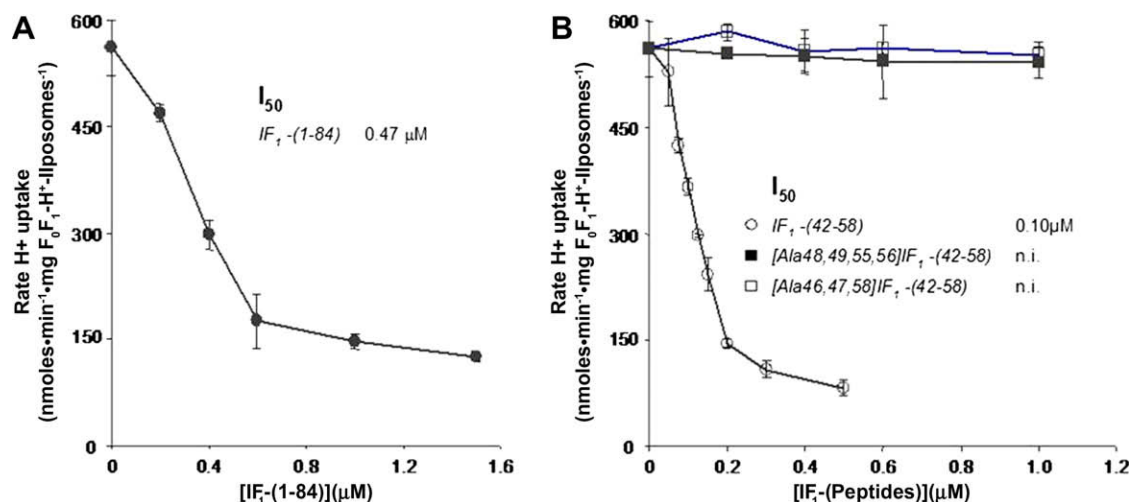 A
600
450
300
150
0
Rate H+ uptake
(nmoles•min⁻¹•mg F₀F₁-H⁺-liposomes⁻¹)
I₅₀
IF₁ -(1-84) 0.47 µM
0 0.4 0.8 1.2 1.6
[IF₁-(1-84)](µM)
B
600
450
300
150
0
Rate H+ uptake
(nmoles•min⁻¹•mg F₀F₁-H⁺-liposomes⁻¹)
I₅₀
IF₁ -(42-58) 0.10µM
[Ala48,49,55,56]IF₁ -(42-58) n.i.
[Ala46,47,58]IF₁ -(42-58) n.i.
0 0.2 0.4 0.6 0.8 1.0 1.2
[IF₁-(Peptides)](µM)